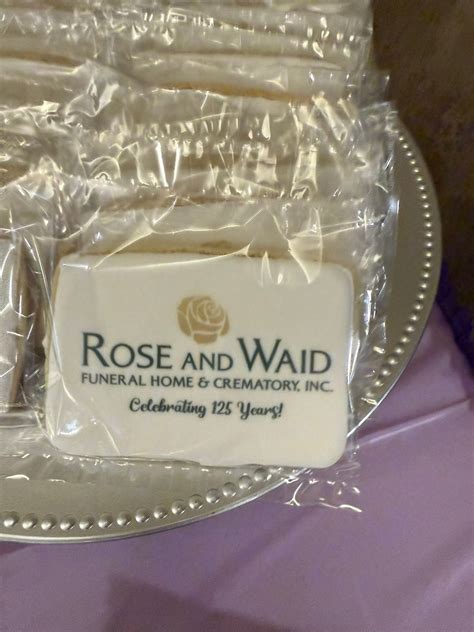 ROSE AND WAID
FUNERAL HOME & CREMATORY, INC.
Celebrating 125 Years!